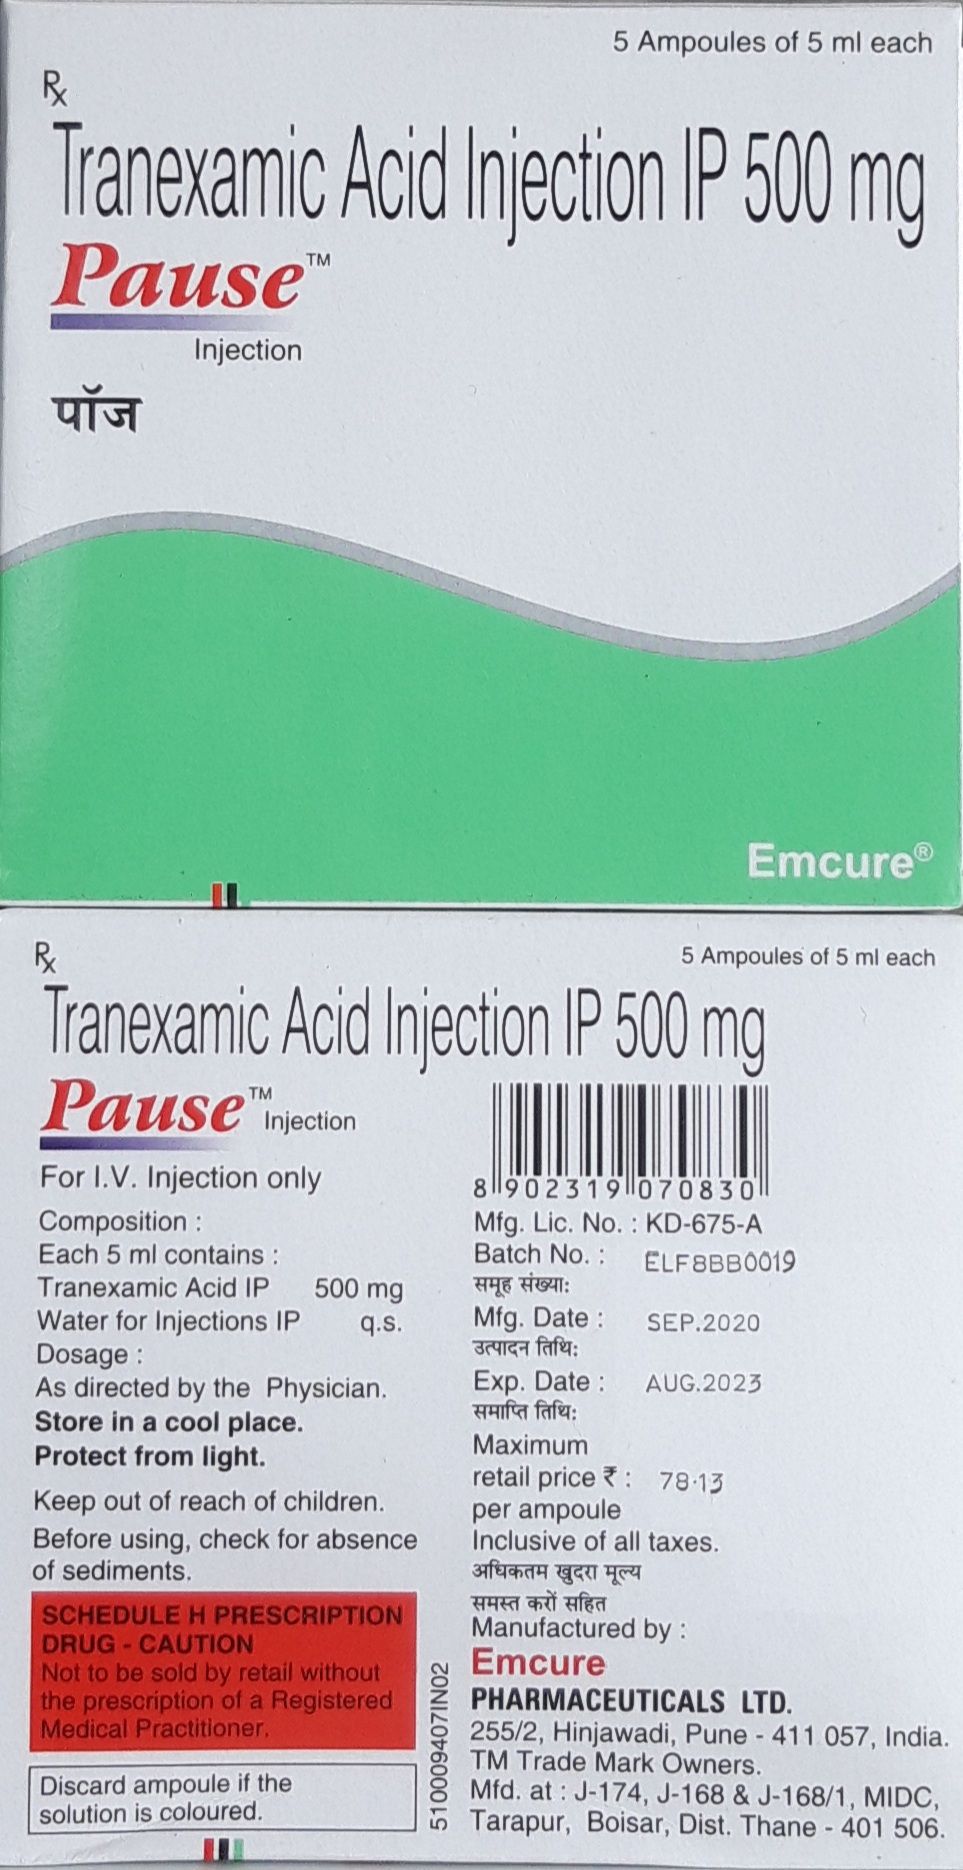 5 Ampoules of 5 ml each
Rx
Tranexamic Acid Injection IP 500 mg
Pause™
Injection
पॉज
Emcure®
Rx
5 Ampoules of 5 ml each
Tranexamic Acid Injection IP 500 mg
Pause™ Injection
For I.V. Injection only
Composition :
Each 5 ml contains :
Tranexamic Acid IP 500 mg
Water for Injections IP q.s.
Dosage :
As directed by the Physician.
Store in a cool place.
Protect from light.
Keep out of reach of children.
Before using, check for absence
of sediments.
SCHEDULE H PRESCRIPTION
DRUG - CAUTION
Not to be sold by retail without
the prescription of a Registered
Medical Practitioner.
Discard ampoule if the
solution is coloured.
510009407IN02
8 902319 070830
Mfg. Lic. No. : KD-675-A
Batch No. : ELF8BB0019
समूह संख्या:
Mfg. Date : SEP.2020
उत्पादन तिथि:
Exp. Date : AUG.2023
समाप्ति तिथि:
Maximum
retail price ₹ : 78.13
per ampoule
Inclusive of all taxes.
अधिकतम खुदरा मूल्य
समस्त करों सहित
Manufactured by :
Emcure
PHARMACEUTICALS LTD.
255/2, Hinjawadi, Pune - 411 057, India.
TM Trade Mark Owners.
Mfd. at : J-174, J-168 & J-168/1, MIDC,
Tarapur, Boisar, Dist. Thane - 401 506.